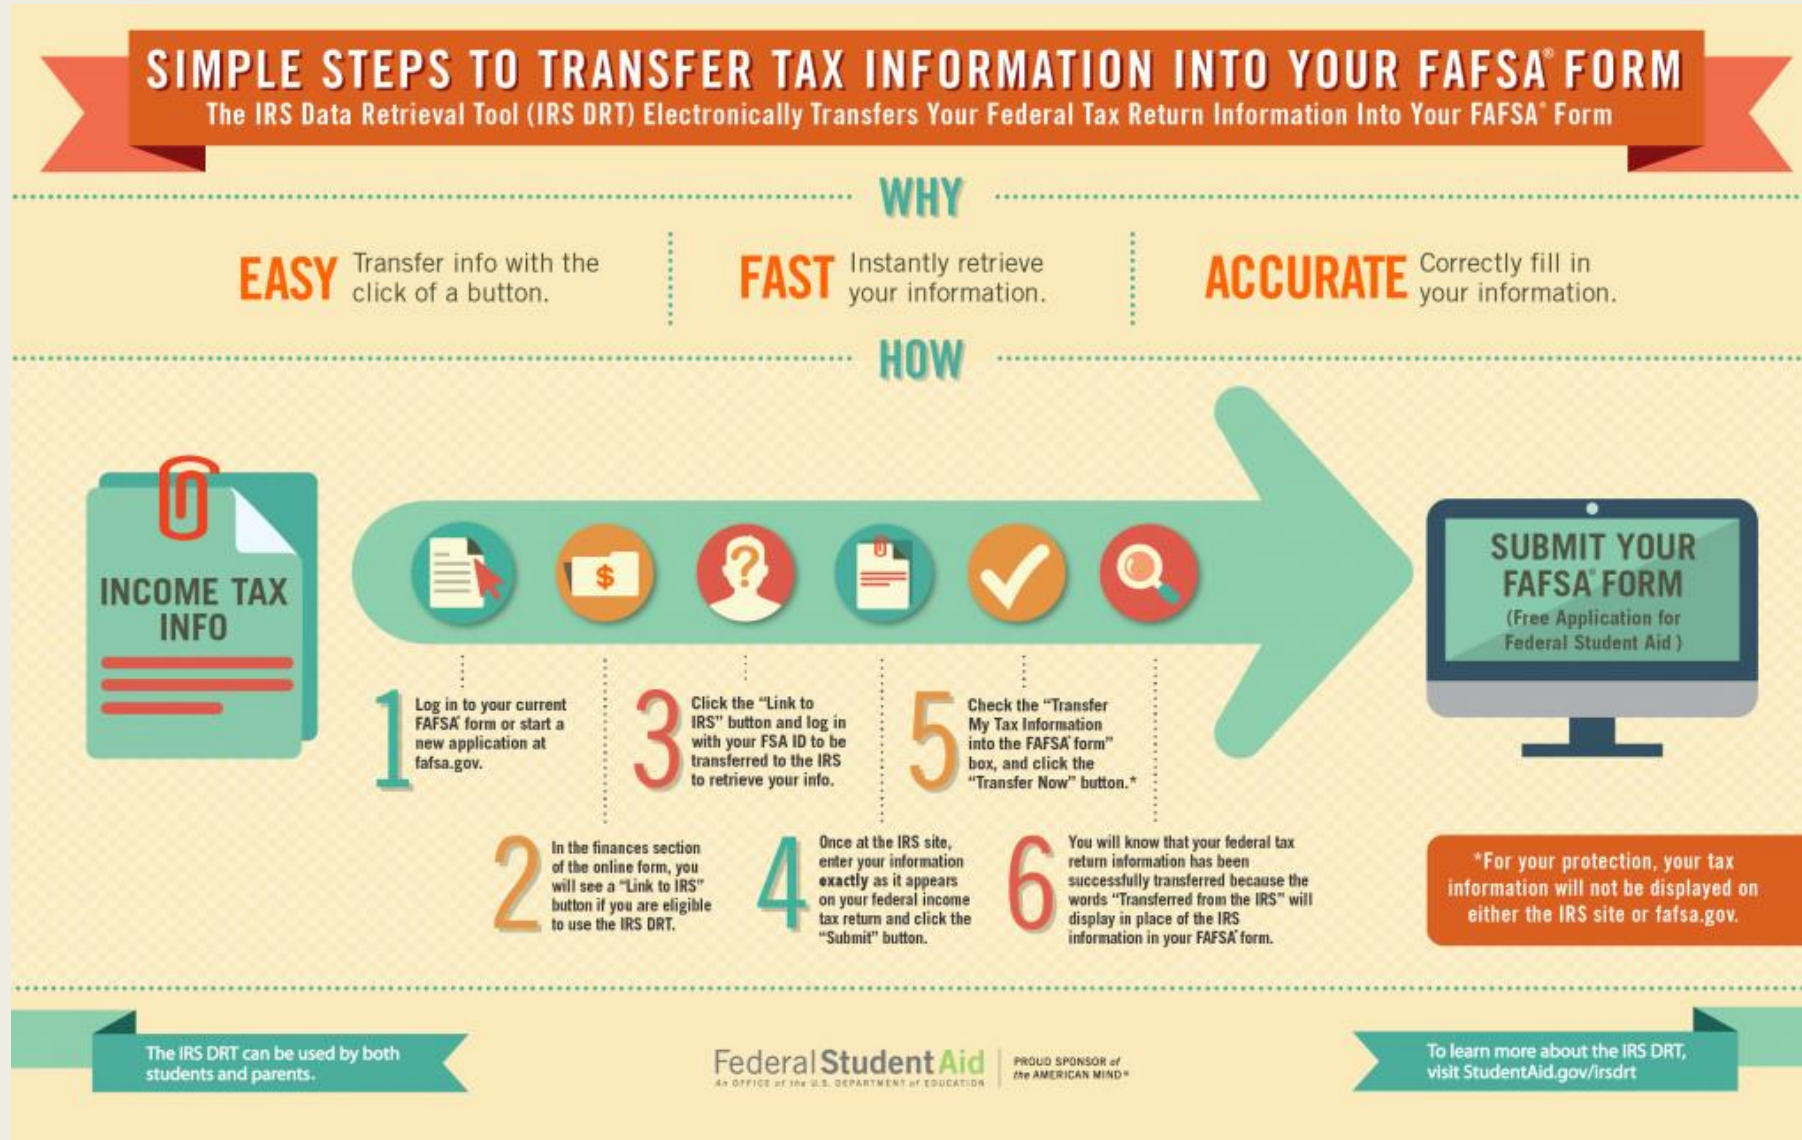 SIMPLE STEPS TO TRANSFER TAX INFORMATION INTO YOUR FAFSA® FORM
The IRS Data Retrieval Tool (IRS DRT) Electronically Transfers Your Federal Tax Return Information Into Your FAFSA® Form
WHY
EASY
Transfer info with the
click of a button.
FAST
Instantly retrieve
your information.
ACCURATE
Correctly fill in
your information.
HOW
INCOME TAX
INFO
$
?
SUBMIT YOUR
FAFSA® FORM
(Free Application for
Federal Student Aid )
1
Log in to your current
FAFSA® form or start a
new application at
fafsa.gov.
2
In the finances section
of the online form, you
will see a “Link to IRS”
button if you are eligible
to use the IRS DRT.
3
Click the “Link to
IRS” button and log in
with your FSA ID to be
transferred to the IRS
to retrieve your info.
4
Once at the IRS site,
enter your information
exactly as it appears
on your federal income
tax return and click the
“Submit” button.
5
Check the “Transfer
My Tax Information
into the FAFSA® form”
box, and click the
“Transfer Now” button.*
6
You will know that your federal tax
return information has been
successfully transferred because the
words “Transferred from the IRS” will
display in place of the IRS
information in your FAFSA® form.
*For your protection, your tax
information will not be displayed on
either the IRS site or fafsa.gov.
The IRS DRT can be used by both
students and parents.
Federal Student Aid
An OFFICE of the U.S. DEPARTMENT of EDUCATION
PROUD SPONSOR of
the AMERICAN MIND®
To learn more about the IRS DRT,
visit StudentAid.gov/irsdrt